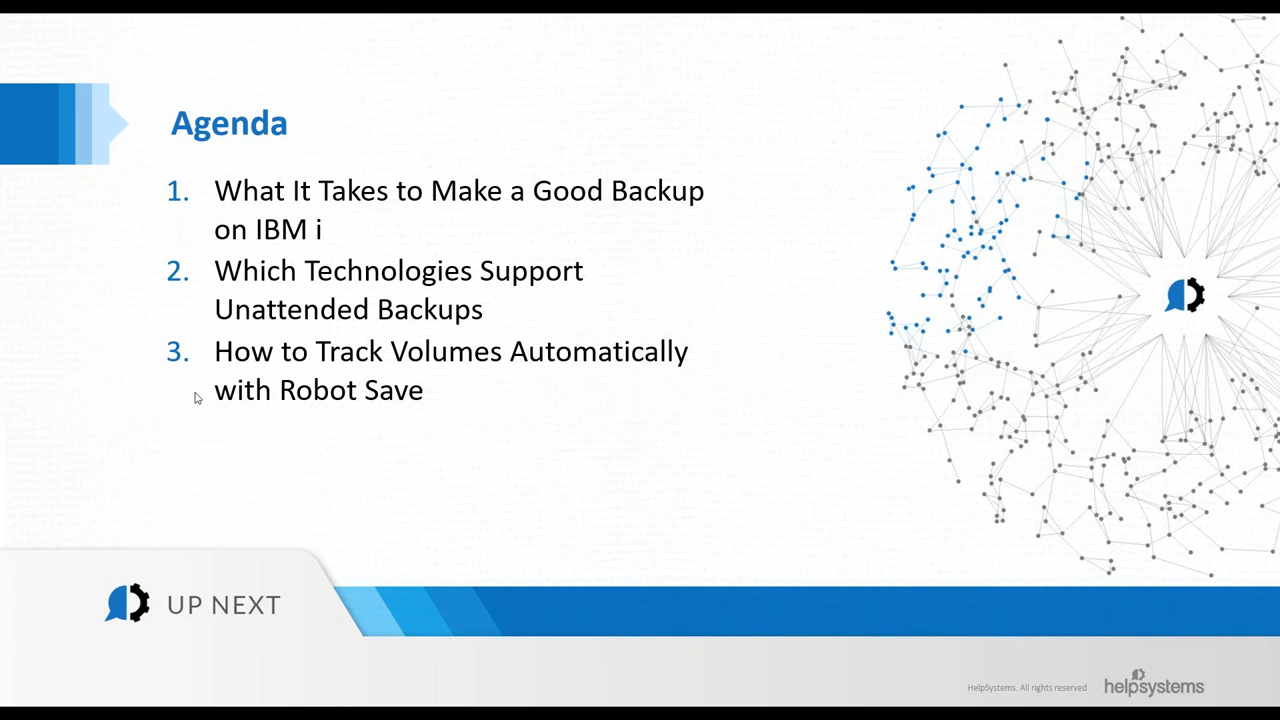 Agenda
1. What It Takes to Make a Good Backup
on IBM i
2. Which Technologies Support
Unattended Backups
3. How to Track Volumes Automatically
with Robot Save
UP NEXT
HelpSystems. All rights reserved.
helpsystems